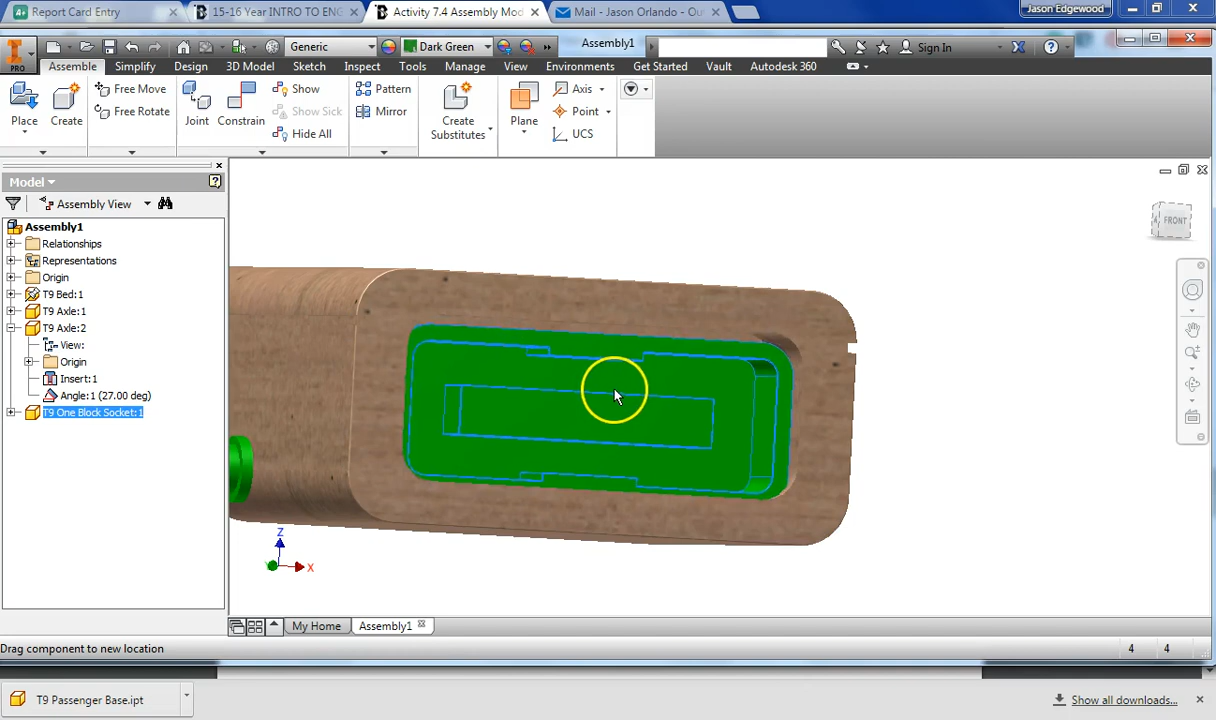 Report Card Entry
15-16 Year INTRO TO ENG
Activity 7.4 Assembly Mod
Mail - Jason Orlando - Ou
Jason Edgewood
Generic
Dark Green
Assembly1
Sign In
PRO
Assemble
Simplify
Design
3D Model
Sketch
Inspect
Tools
Manage
View
Environments
Get Started
Vault
Autodesk 360
Place
Create
Free Move
Free Rotate
Joint
Constrain
Show
Show Sick
Hide All
Pattern
Mirror
Create
Substitutes
Plane
Axis
Point
UCS
Model
Assembly View
Assembly1
Relationships
Representations
Origin
T9 Bed:1
T9 Axle:1
T9 Axle:2
View:
Origin
Insert:1
Angle:1 (27.00 deg)
T9 One Block Socket:1
FRONT
Z
X
My Home
Assembly1
Drag component to new location
4
4
T9 Passenger Base.ipt
Show all downloads...